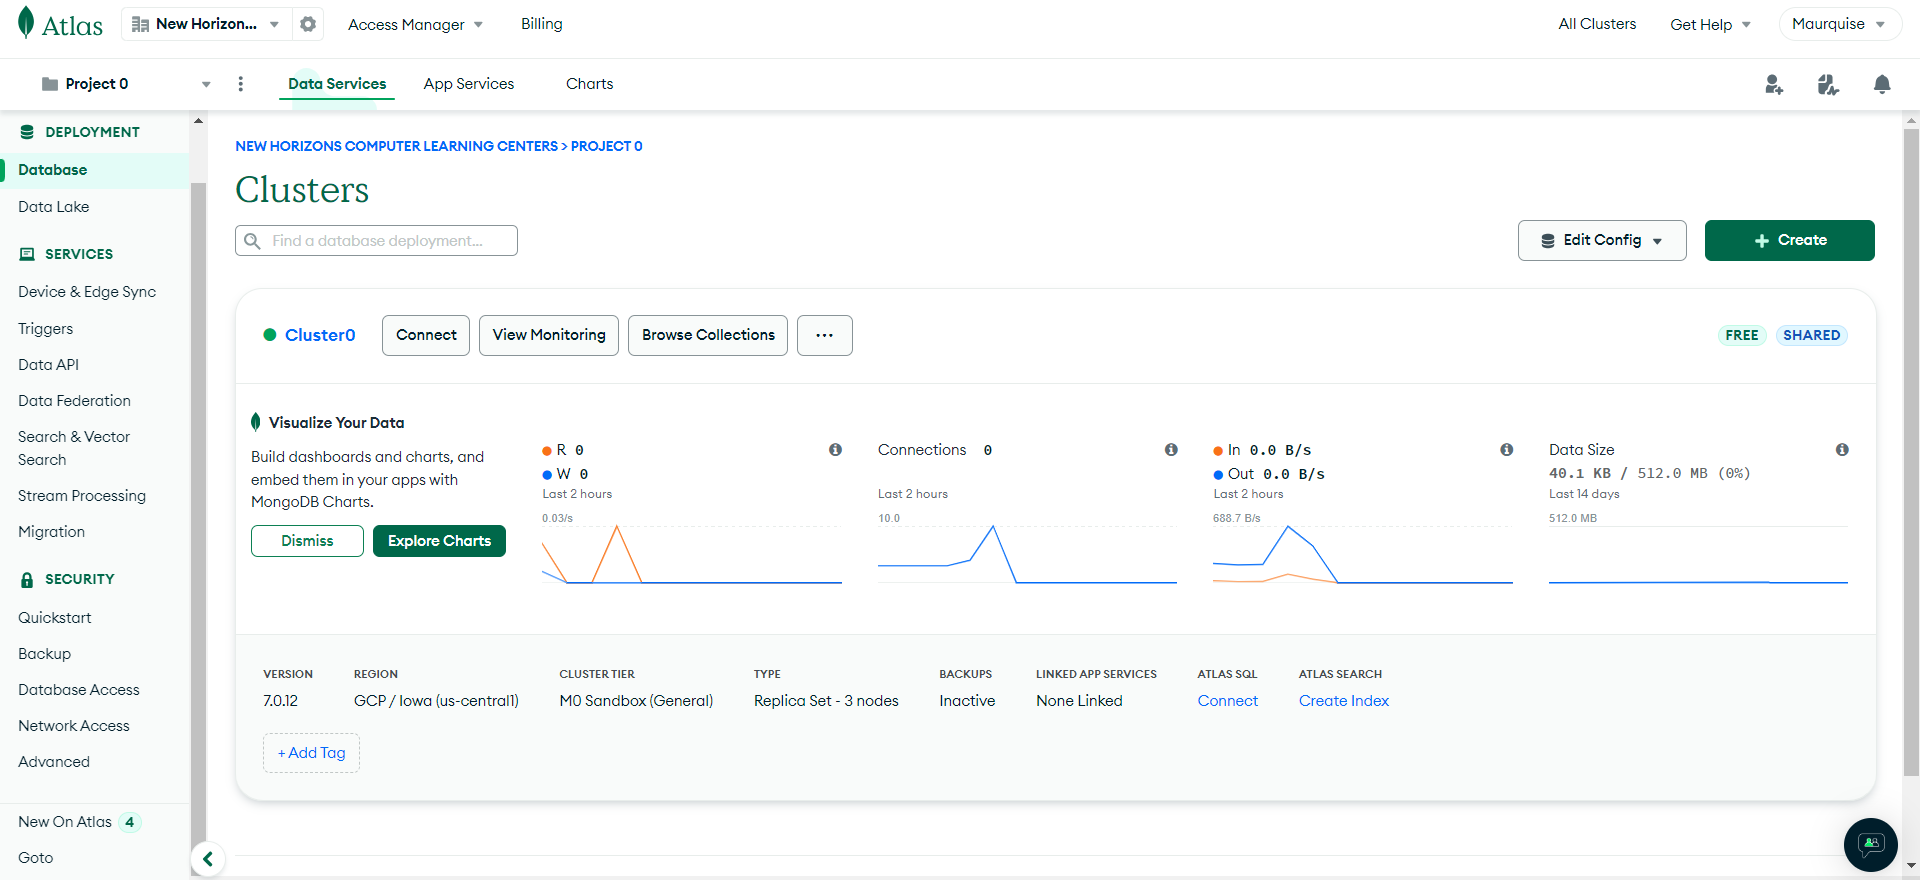 Atlas
New Horizon...
Access Manager
Billing
All Clusters
Get Help
Maurquise
Project 0
Data Services
App Services
Charts
DEPLOYMENT
Database
Data Lake
SERVICES
Device & Edge Sync
Triggers
Data API
Data Federation
Search & Vector
Search
Stream Processing
Migration
SECURITY
Quickstart
Backup
Database Access
Network Access
Advanced
New On Atlas 4
Goto
NEW HORIZONS COMPUTER LEARNING CENTERS > PROJECT 0
Clusters
Find a database deployment...
Edit Config
+ Create
Cluster0
Connect
View Monitoring
Browse Collections
...
FREE
SHARED
Visualize Your Data
Build dashboards and charts, and
embed them in your apps with
MongoDB Charts.
Dismiss
Explore Charts
R 0
W 0
Last 2 hours
0.03/s
Connections 0
Last 2 hours
10.0
In 0.0 B/s
Out 0.0 B/s
Last 2 hours
688.7 B/s
Data Size
40.1 KB / 512.0 MB (0%)
Last 14 days
512.0 MB
VERSION
7.0.12
REGION
GCP / Iowa (us-central1)
CLUSTER TIER
M0 Sandbox (General)
TYPE
Replica Set - 3 nodes
BACKUPS
Inactive
LINKED APP SERVICES
None Linked
ATLAS SQL
Connect
ATLAS SEARCH
Create Index
+ Add Tag